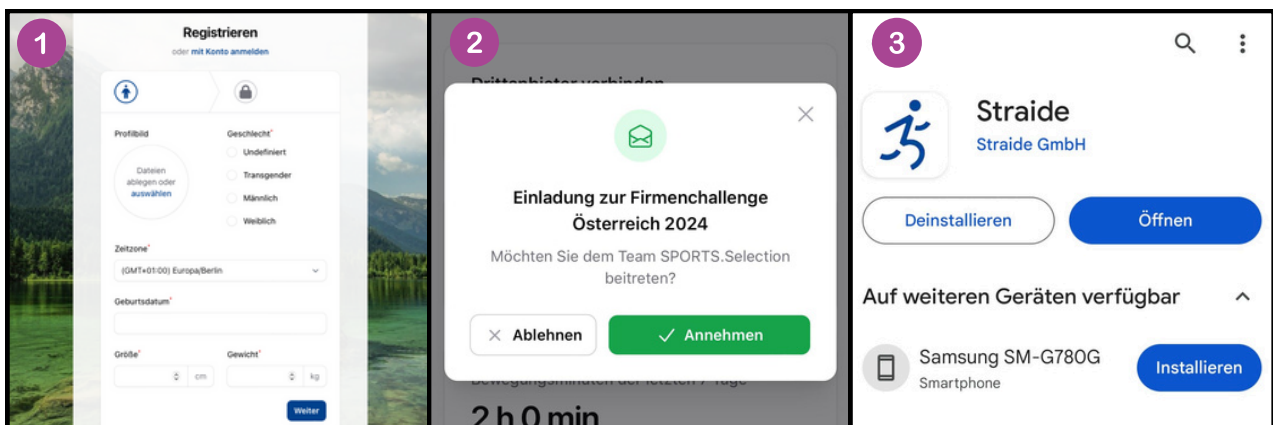 1
Registrieren
oder mit Konto anmelden
Profilbild
Dateien
ablegen oder
auswählen
Geschlecht*
Undefiniert
Transgender
Männlich
Weiblich
Zeitzone*
(GMT+01:00) Europa/Berlin
Geburtsdatum*
Größe*
cm
Gewicht*
kg
Weiter
2
Drittanbieter verbinden
Einladung zur Firmenchallenge
Österreich 2024
Möchten Sie dem Team SPORTS.Selection
beitreten?
Ablehnen
Annehmen
Bewegungsminuten der letzten 7 Tage
2 h 0 min
3
Straide
Straide GmbH
Deinstallieren
Öffnen
Auf weiteren Geräten verfügbar
Samsung SM-G780G
Smartphone
Installieren